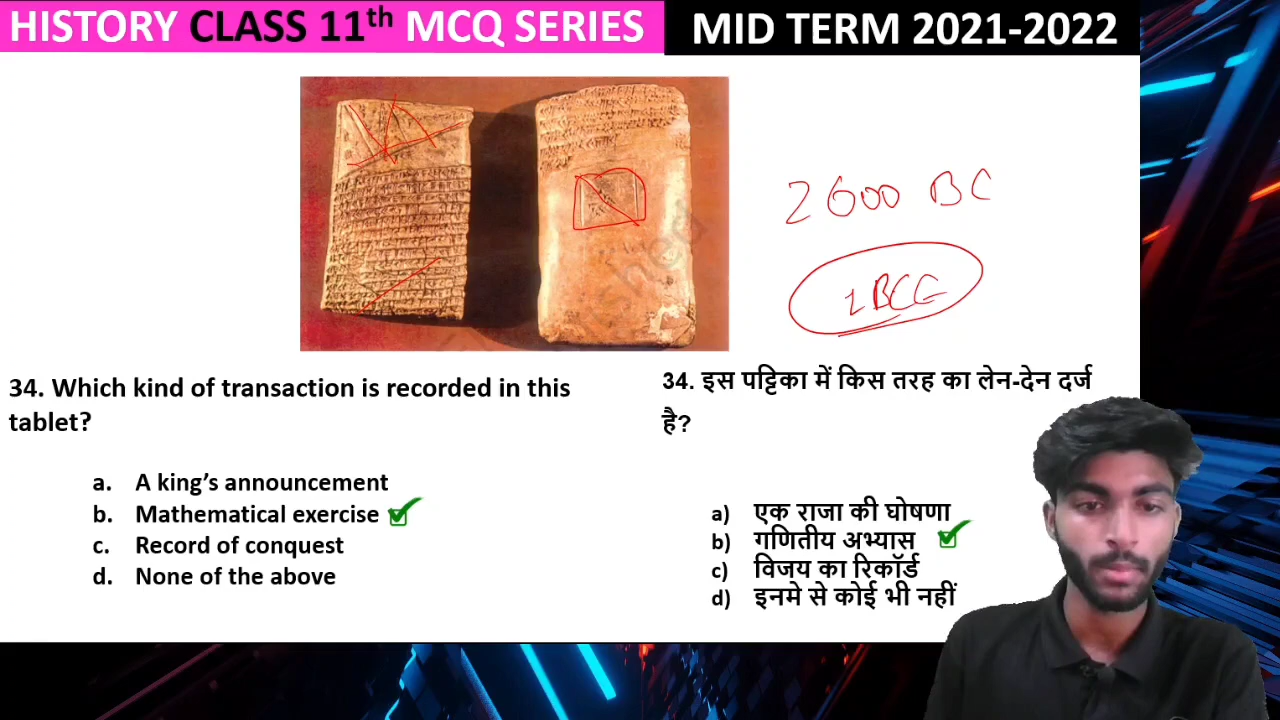 HISTORY CLASS 11th MCQ SERIES
MID TERM 2021-2022
2600 BC
1 BCE
34. Which kind of transaction is recorded in this
tablet?
a. A king's announcement
b. Mathematical exercise
c. Record of conquest
d. None of the above
34. इस पट्टिका में किस तरह का लेन-देन दर्ज
है?
a) एक राजा की घोषणा
b) गणितीय अभ्यास
c) विजय का रिकॉर्ड
d) इनमे से कोई भी नहीं